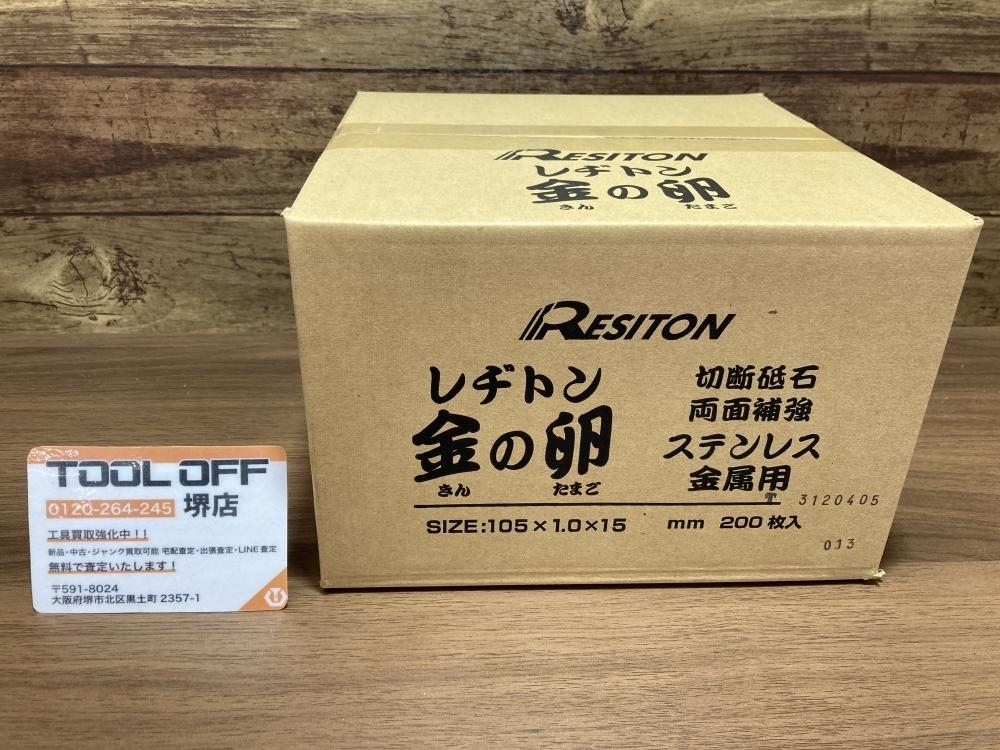 RESITON
レヂトン
金の卵
きん たまご
RESITON
レヂトン
金の卵
きん たまご
切断砥石
両面補強
ステンレス
金属用
T 3120405
SIZE:105×1.0×15 mm 200枚入
013
TOOL OFF
0120-264-245 堺店
工具買取強化中！！
新品・中古・ジャンク買取可能 宅配査定・出張査定・LINE査定
無料で査定いたします！
〒591-8024
大阪府堺市北区黒土町 2357-1